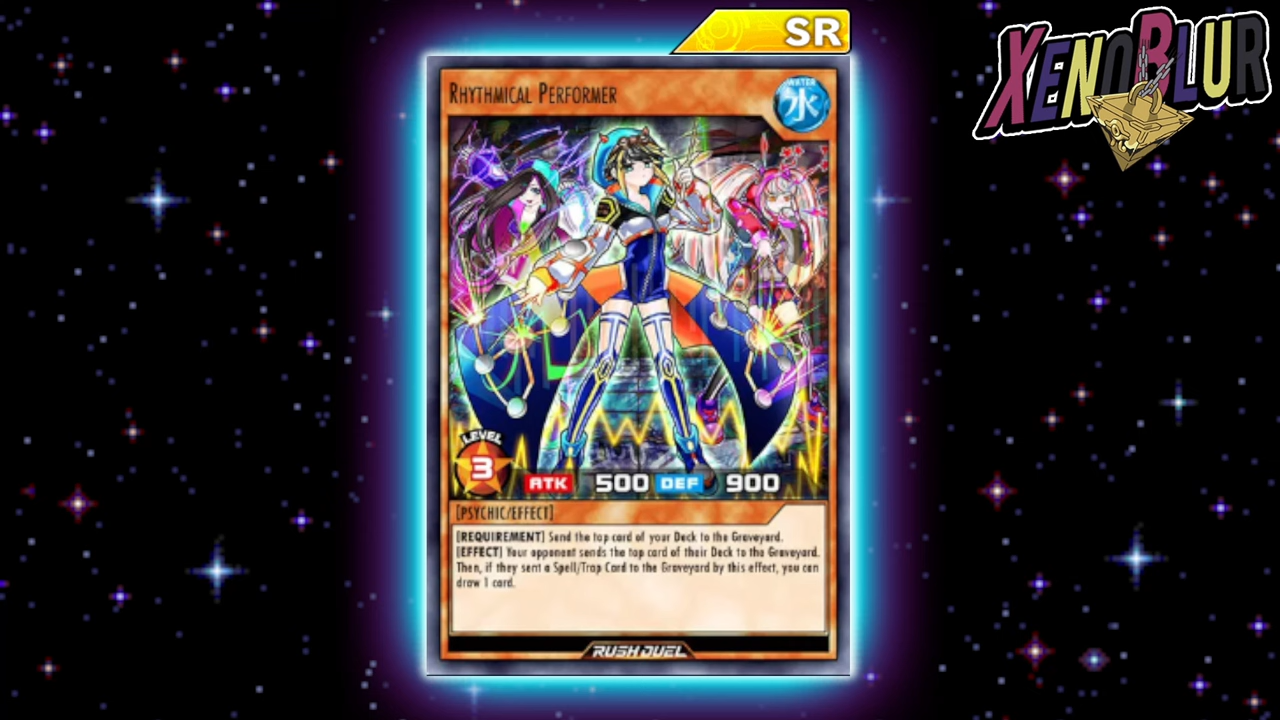 SR
XENOBLUR
RHYTHMICAL PERFORMER
WATER
水
LEVEL
3
ATK 500 DEF 900
[PSYCHIC/EFFECT]
[REQUIREMENT] Send the top card of your Deck to the Graveyard.
[EFFECT] Your opponent sends the top card of their Deck to the Graveyard.
Then, if they sent a Spell/Trap Card to the Graveyard by this effect, you can
draw 1 card.
RUSH DUEL